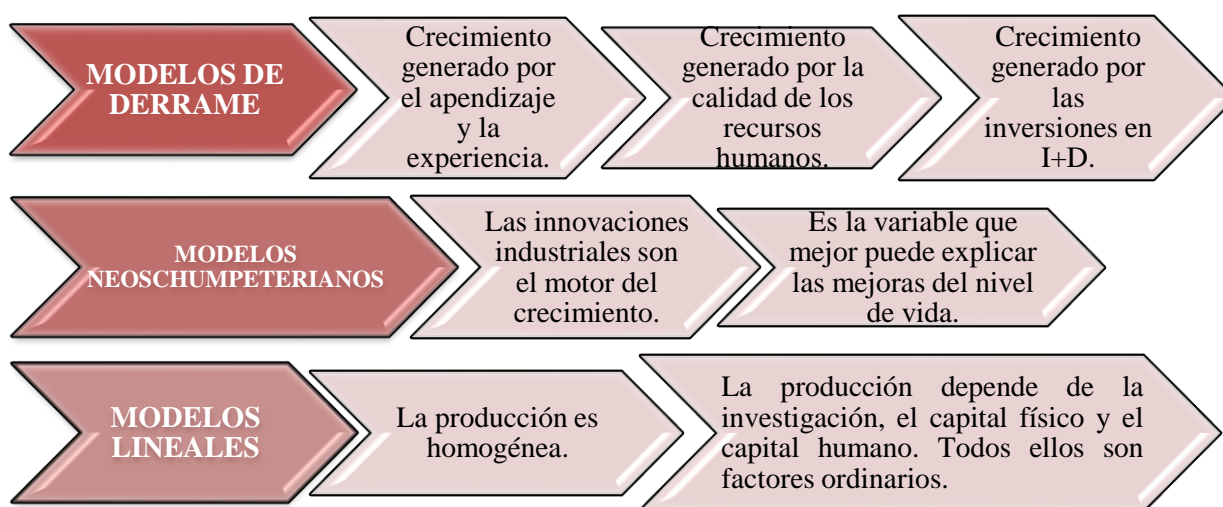 MODELOS DE
DERRAME
Crecimiento
generado por
el apendizaje
y la
experiencia.
Crecimiento
generado por la
calidad de los
recursos
humanos.
Crecimiento
generado por
las
inversiones en
I+D.
MODELOS
NEOSCHUMPETERIANOS
Las innovaciones
industriales son
el motor del
crecimiento.
Es la variable que
mejor puede explicar
las mejoras del nivel
de vida.
MODELOS
LINEALES
La producción es
homogénea.
La producción depende de la
investigación, el capital físico y el
capital humano. Todos ellos son
factores ordinarios.